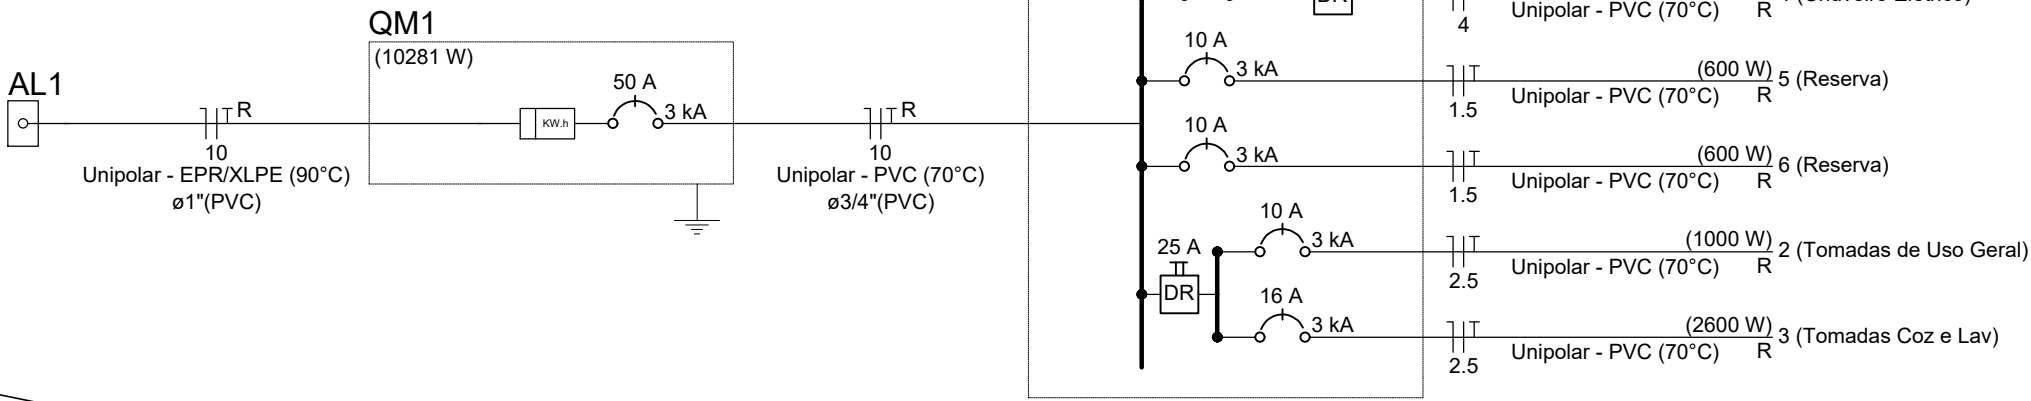 AL1
R
10
Unipolar - EPR/XLPE (90°C)
ø1"(PVC)
QM1
(10281 W)
KW.h
50 A
3 kA
R
10
Unipolar - PVC (70°C)
ø3/4"(PVC)
DR
4
Unipolar - PVC (70°C)
R
10 A
3 kA
1.5
(600 W)
Unipolar - PVC (70°C)
R
5 (Reserva)
10 A
3 kA
1.5
(600 W)
Unipolar - PVC (70°C)
R
6 (Reserva)
25 A
DR
10 A
3 kA
2.5
(1000 W)
Unipolar - PVC (70°C)
R
2 (Tomadas de Uso Geral)
16 A
3 kA
2.5
(2600 W)
Unipolar - PVC (70°C)
R
3 (Tomadas Coz e Lav)